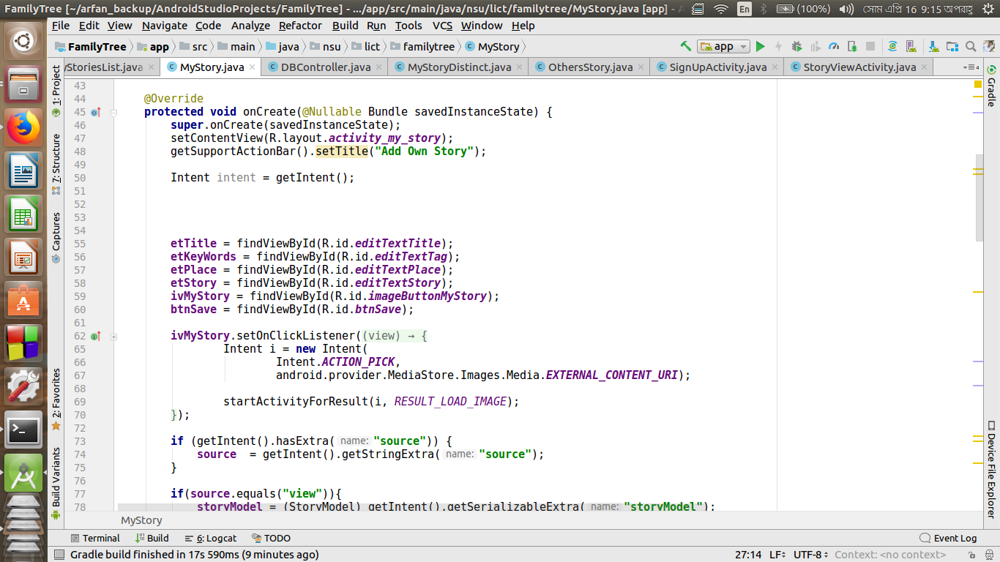 FamilyTree [~/arfan_backup/AndroidStudioProjects/FamilyTree] - .../app/src/main/java/nsu/lict/familytree/MyStory.java [app] -
En (100%) সোম এপ্রি 16 9:15 অপরাহ্ণ
File Edit View Navigate Code Analyze Refactor Build Run Tools VCS Window Help
FamilyTree app src main java nsu lict familytree MyStory app
yStoriesList.java MyStory.java DBController.java MyStoryDistinct.java OthersStory.java SignUpActivity.java StoryViewActivity.java 4
1: Project
7: Structure
Captures
2: Favorites
Build Variants
43
44 @Override
45 protected void onCreate(@Nullable Bundle savedInstanceState) {
46 super.onCreate(savedInstanceState);
47 setContentView(R.layout.activity_my_story);
48 getSupportActionBar().setTitle("Add Own Story");
49
50 Intent intent = getIntent();
51
52
53
54
55 etTitle = findViewById(R.id.editTextTitle);
56 etKeyWords = findViewById(R.id.editTextTag);
57 etPlace = findViewById(R.id.editTextPlace);
58 etStory = findViewById(R.id.editTextStory);
59 ivMyStory = findViewById(R.id.imageButtonMyStory);
60 btnSave = findViewById(R.id.btnSave);
61
62 ivMyStory.setOnClickListener((view) → {
65 Intent i = new Intent(
66 Intent.ACTION_PICK,
67 android.provider.MediaStore.Images.Media.EXTERNAL_CONTENT_URI);
68
69 startActivityForResult(i, RESULT_LOAD_IMAGE);
70 });
72
73 if (getIntent().hasExtra( name: "source")) {
74 source = getIntent().getStringExtra( name: "source");
75 }
76
77 if(source.equals("view")){
78 storyModel = (StoryModel) getIntent().getSerializableExtra( name: "storyModel");
Gradle
Device File Explorer
MyStory
Terminal Build 6: Logcat TODO Event Log
Gradle build finished in 17s 590ms (9 minutes ago) 27:14 LF UTF-8 Context: <no context>